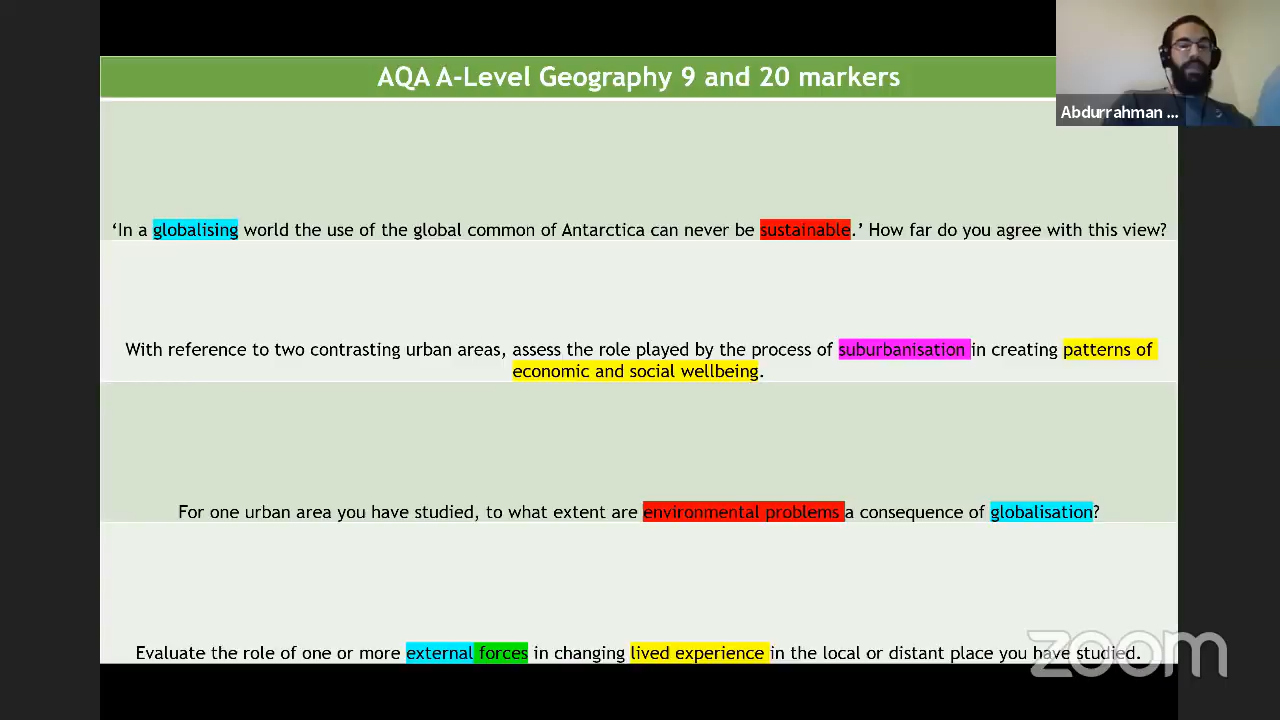 AQA A-Level Geography 9 and 20 markers
Abdurrahman ...
‘In a globalising world the use of the global common of Antarctica can never be sustainable.’ How far do you agree with this view?
With reference to two contrasting urban areas, assess the role played by the process of suburbanisation in creating patterns of
economic and social wellbeing.
For one urban area you have studied, to what extent are environmental problems a consequence of globalisation?
Evaluate the role of one or more external forces in changing lived experience in the local or distant place you have studied.
zoom